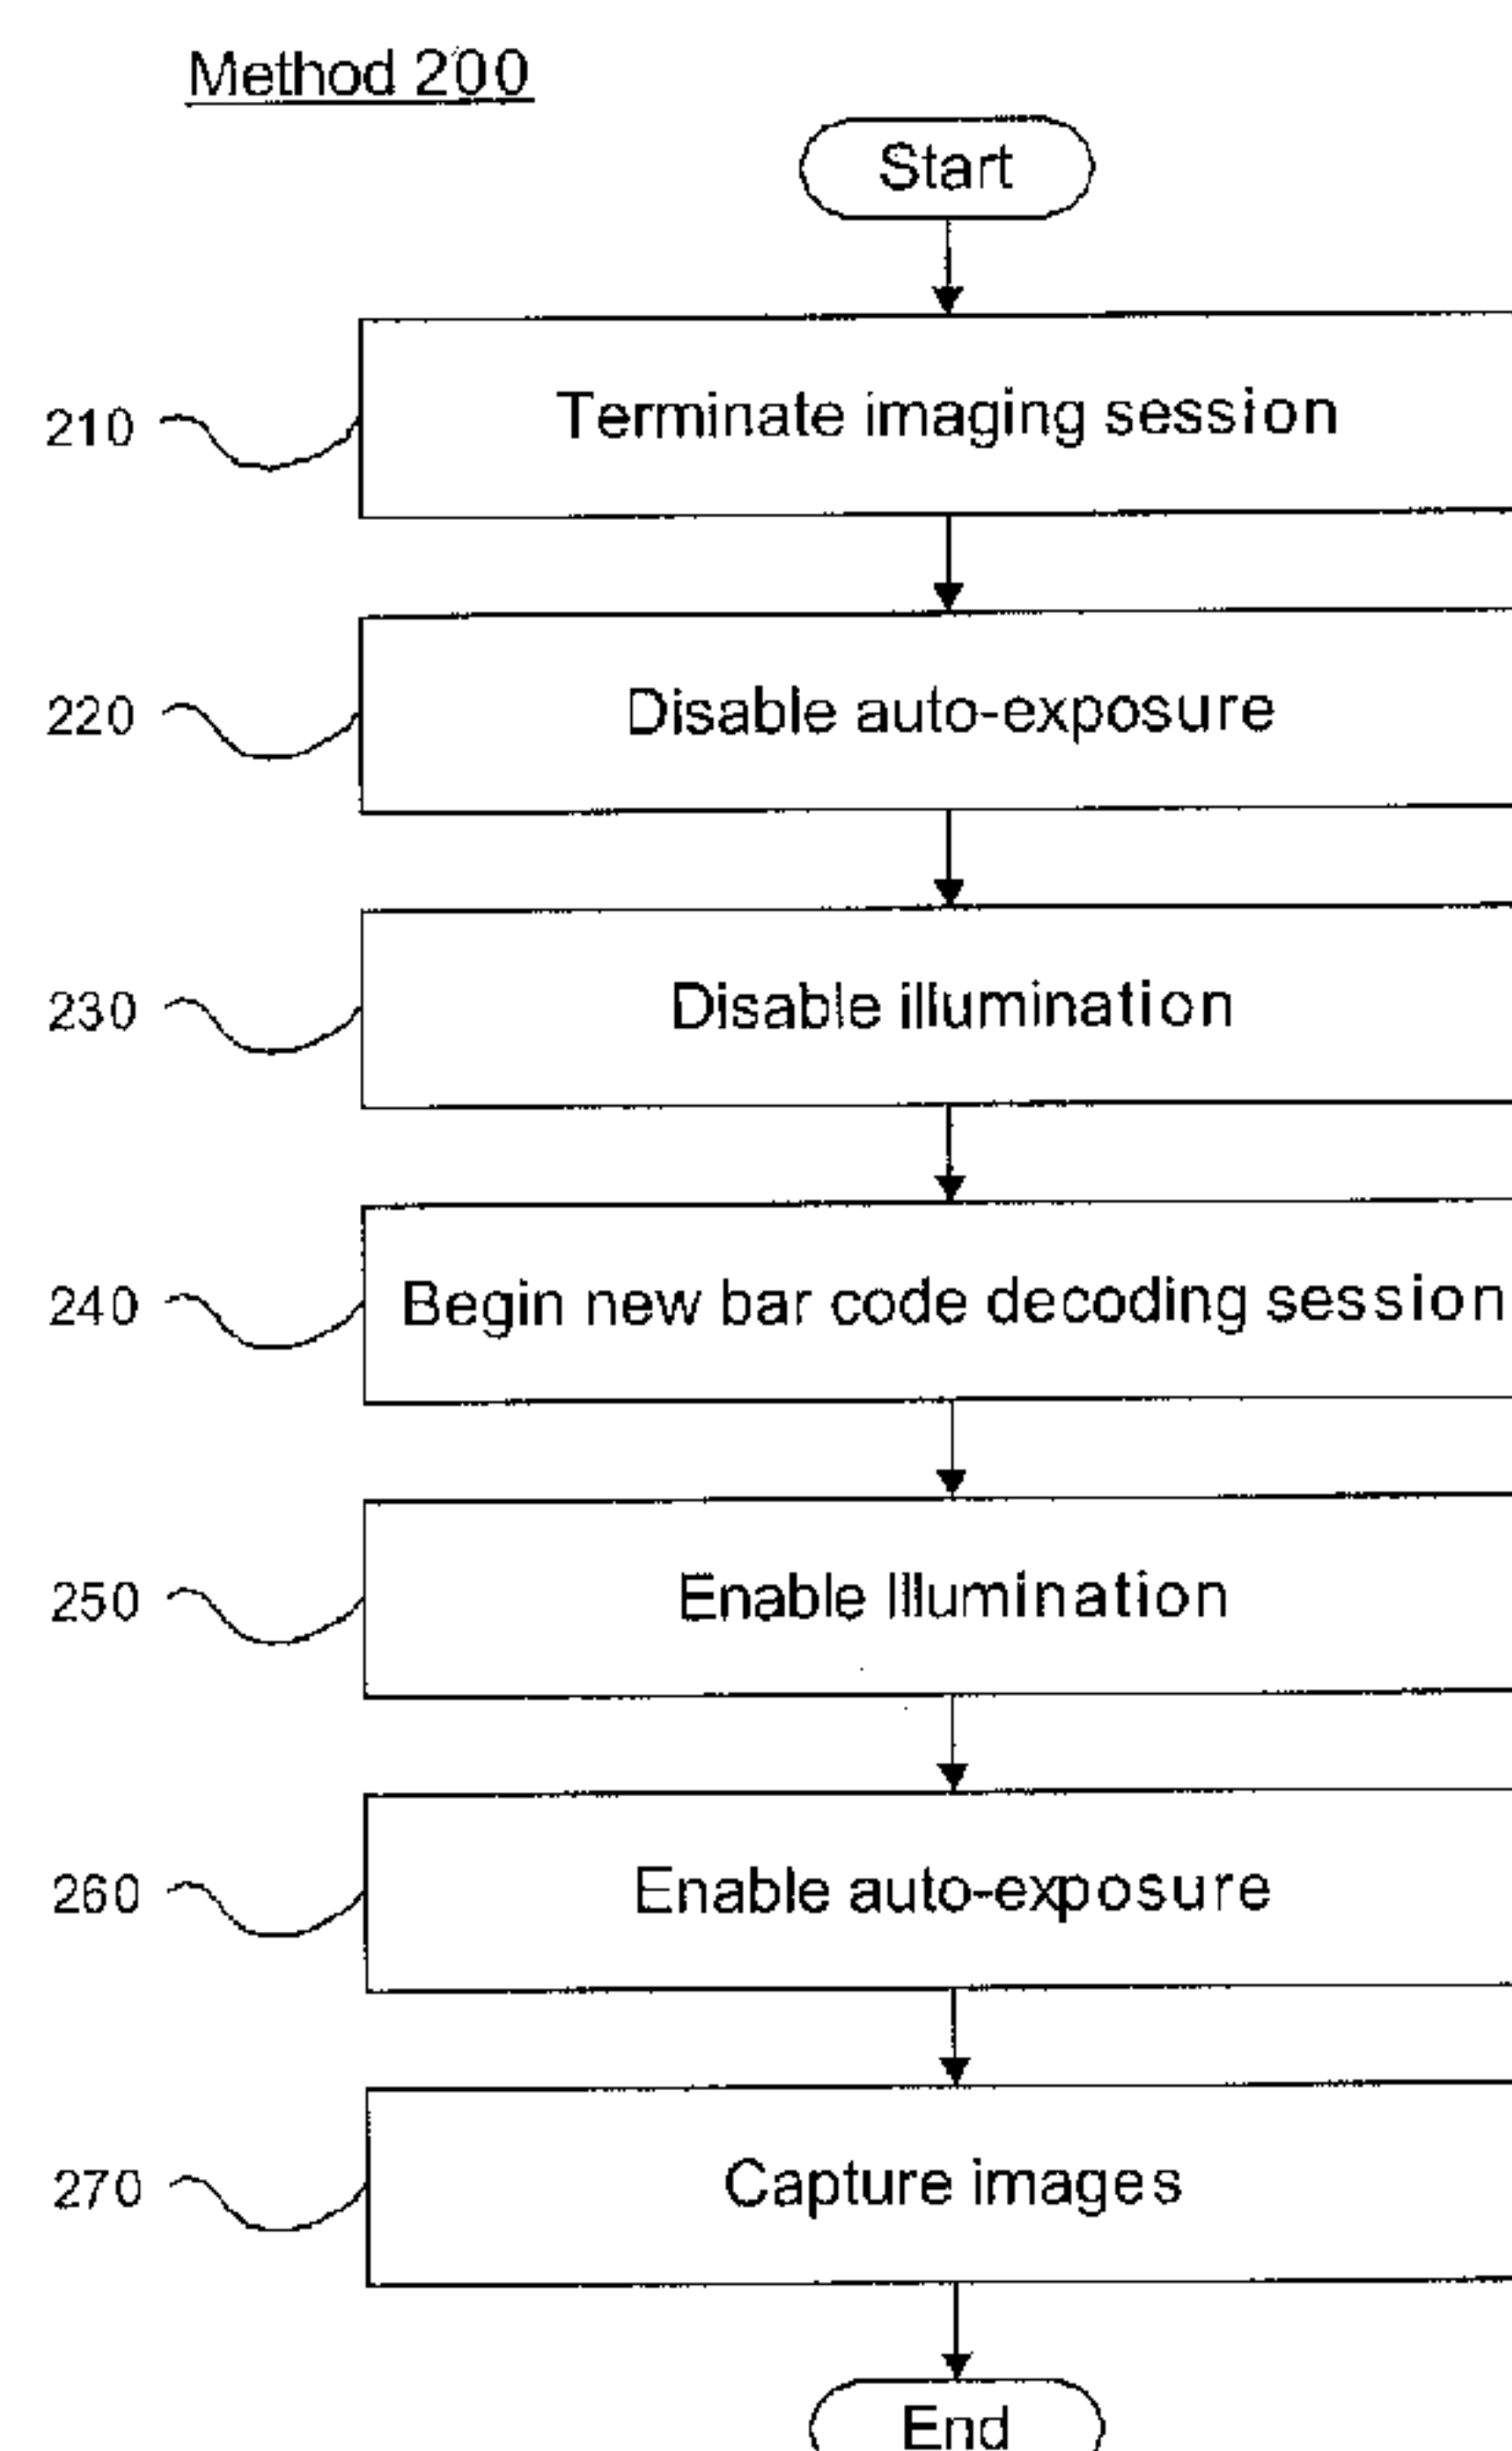 Method 200
Start
210 Terminate imaging session
220 Disable auto-exposure
230 Disable illumination
240 Begin new bar code decoding session
250 Enable Illumination
260 Enable auto-exposure
270 Capture images
End